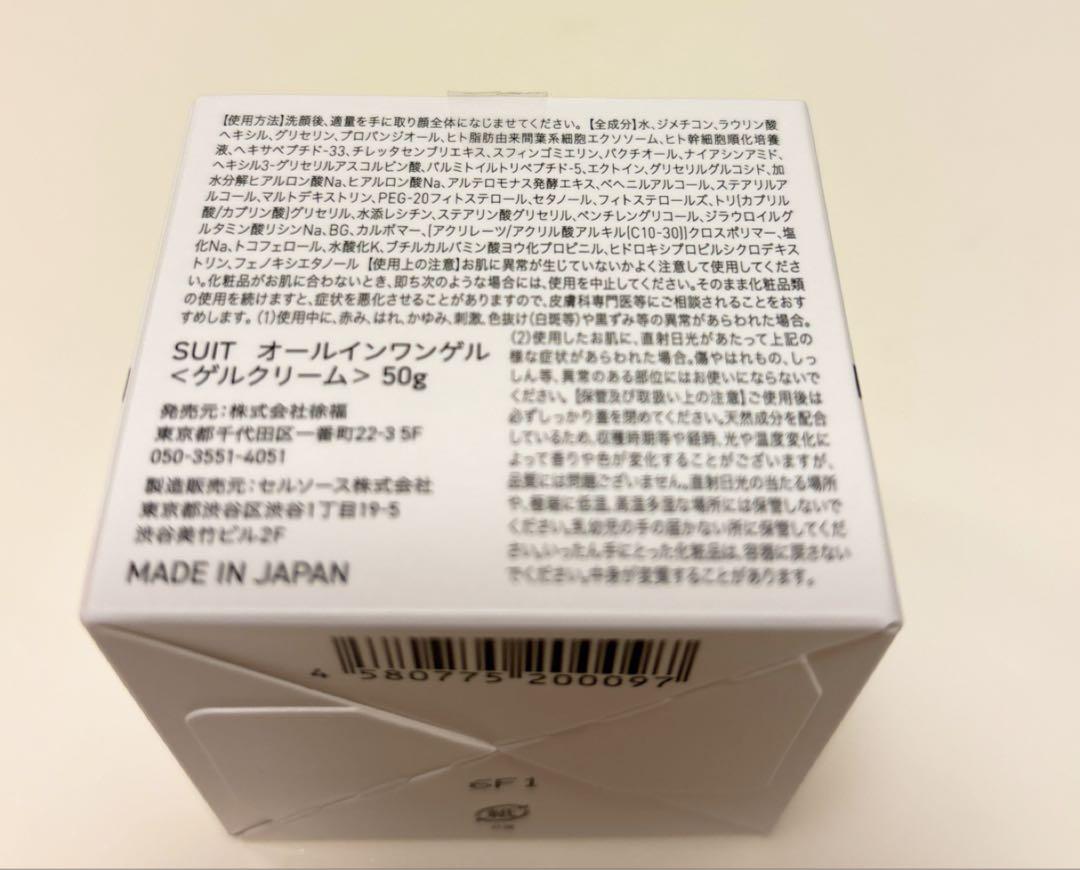 【使用方法】洗顔後、適量を手に取り顔全体になじませてください。【全成分】水、ジメチコン、ラウリン酸
ヘキシル、グリセリン、プロパンジオール、ヒト脂肪由来間葉系細胞エクソソーム、ヒト幹細胞順化培養
液、ヘキサペプチド-33、チレッタセンブリエキス、スフィンゴミエリン、バクチオール、ナイアシンアミド、
ヘキシル3-グリセリルアスコルビン酸、パルミトイルトリペプチド-5、エクトイン、グリセリルグルコシド、加
水分解ヒアルロン酸Na、ヒアルロン酸Na、アルテロモナス発酵エキス、ベヘニルアルコール、ステアリルア
ルコール、マルトデキストリン、PEG-20フィトステロール、セタノール、フィトステロールズ、トリ(カプリル
酸/カプリン酸)グリセリル、水添レシチン、ステアリン酸グリセリル、ペンチレングリコール、ジラウロイルグ
ルタミン酸リシンNa、BG、カルボマー、(アクリレーツ/アクリル酸アルキル(C10-30))クロスポリマー、塩
化Na、トコフェロール、水酸化K、ブチルカルバミン酸ヨウ化プロピニル、ヒドロキシプロピルシクロデキス
トリン、フェノキシエタノール 【使用上の注意】お肌に異常が生じていないかよく注意して使用してくださ
い。化粧品がお肌に合わないとき、即ち次のような場合には、使用を中止してください。そのまま化粧品類
の使用を続けますと、症状を悪化させることがありますので、皮膚科専門医等にご相談されることをおす
すめします。(1)使用中に、赤み、はれ、かゆみ、刺激、色抜け(白斑等)や黒ずみ等の異常があらわれた場合。
(2)使用したお肌に、直射日光があたって上記の
様な症状があらわれた場合。傷やはれもの、しっ
しん等、異常のある部位にはお使いにならないで
ください。【保管及び取扱い上の注意】ご使用後は
必ずしっかり蓋を閉めてください。天然成分を配合
しているため、収穫時期等や経時、光や温度変化に
よって香りや色が変化することがございますが、
品質には問題ございません。直射日光の当たる場所
や、極端に低温、高温多湿な場所には保管しないで
ください。乳幼児の手の届かない所に保管してくだ
さい。いったん手にとった化粧品は、容器に戻さない
でください。中身が変質することがあります。
SUIT オールインワンゲル
＜ゲルクリーム＞ 50g
発売元：株式会社徐福
東京都千代田区一番町22-3 5F
050-3551-4051
製造販売元：セルソース株式会社
東京都渋谷区渋谷1丁目19-5
渋谷美竹ビル2F
MADE IN JAPAN
4 580775 200097
6F1